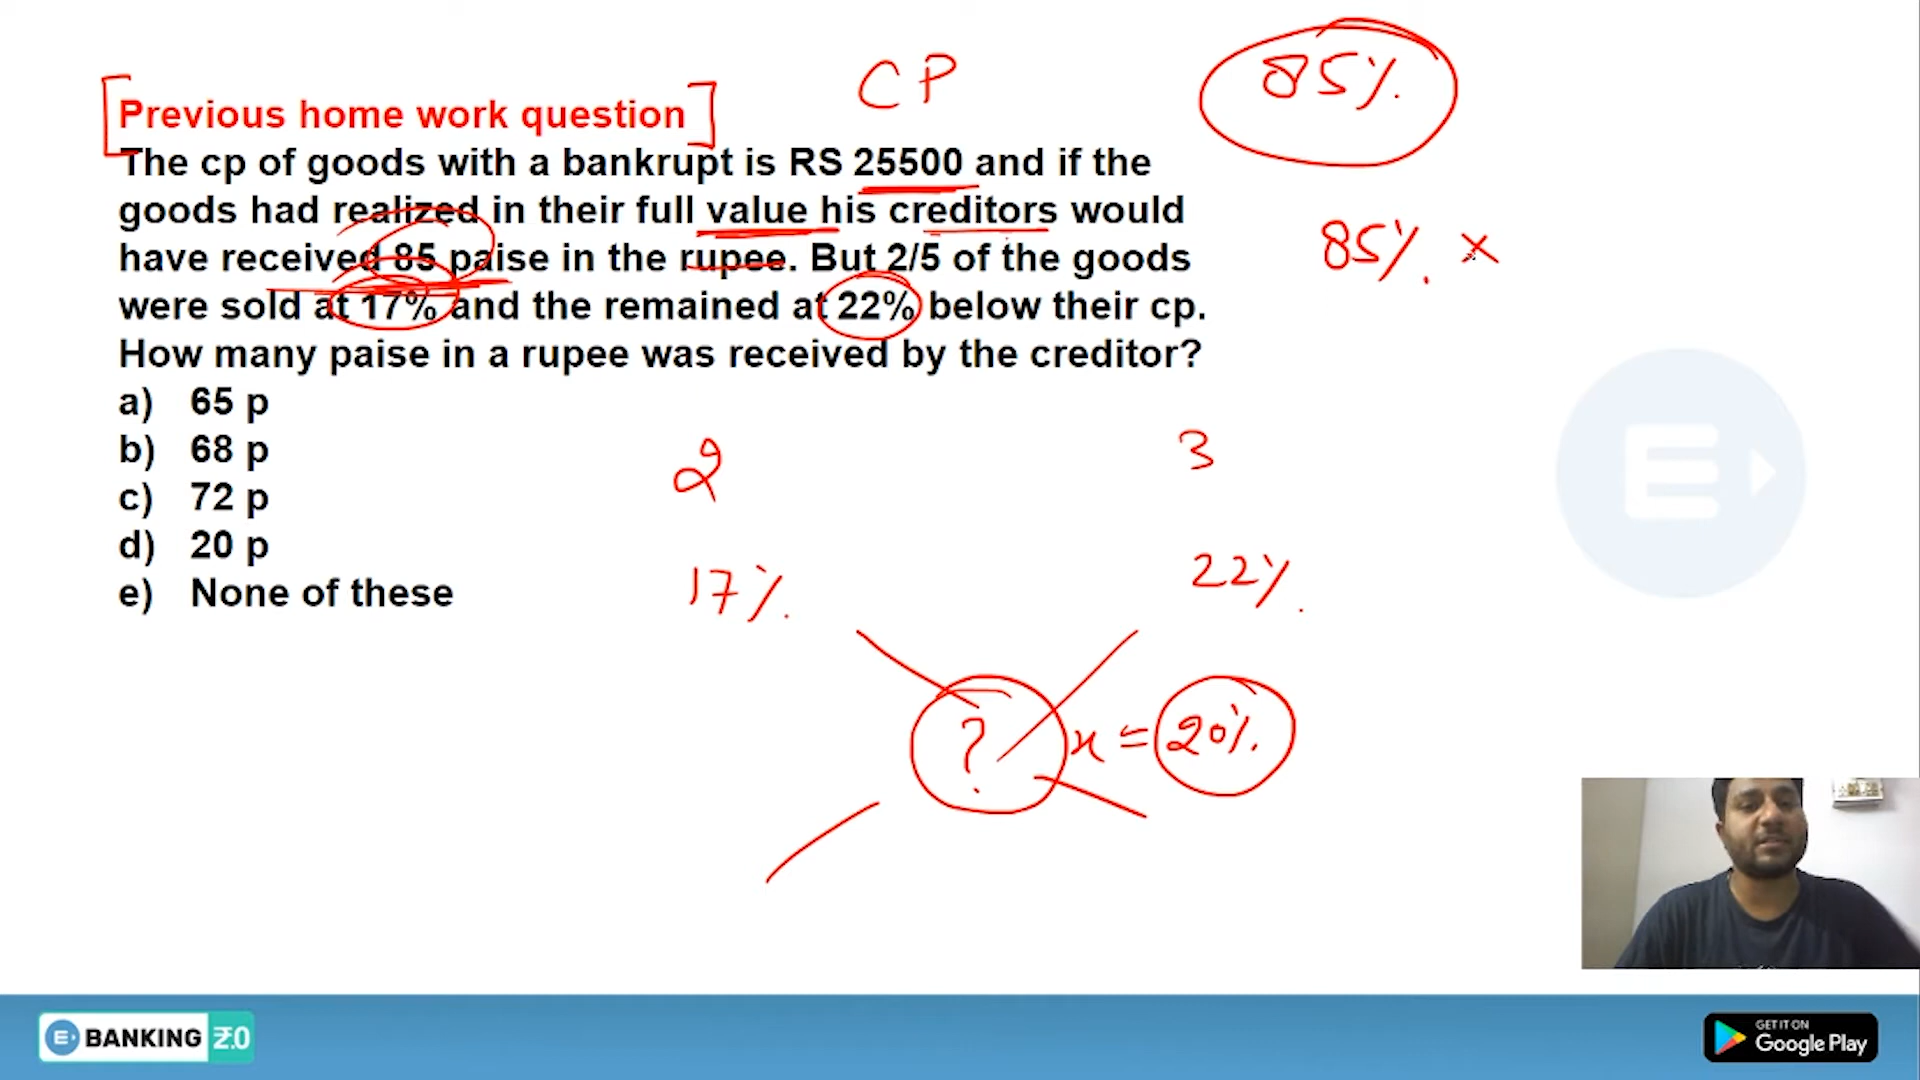 CP
85%
[Previous home work question]
The cp of goods with a bankrupt is RS 25500 and if the
goods had realized in their full value his creditors would
have received 85 paise in the rupee. But 2/5 of the goods
were sold at 17% and the remained at 22% below their cp.
How many paise in a rupee was received by the creditor?
85% ×
a) 65 p
b) 68 p
c) 72 p
d) 20 p
e) None of these
2 3
17% 22%
? x = 20%
E
E BANKING 2.0
GET IT ON
Google Play